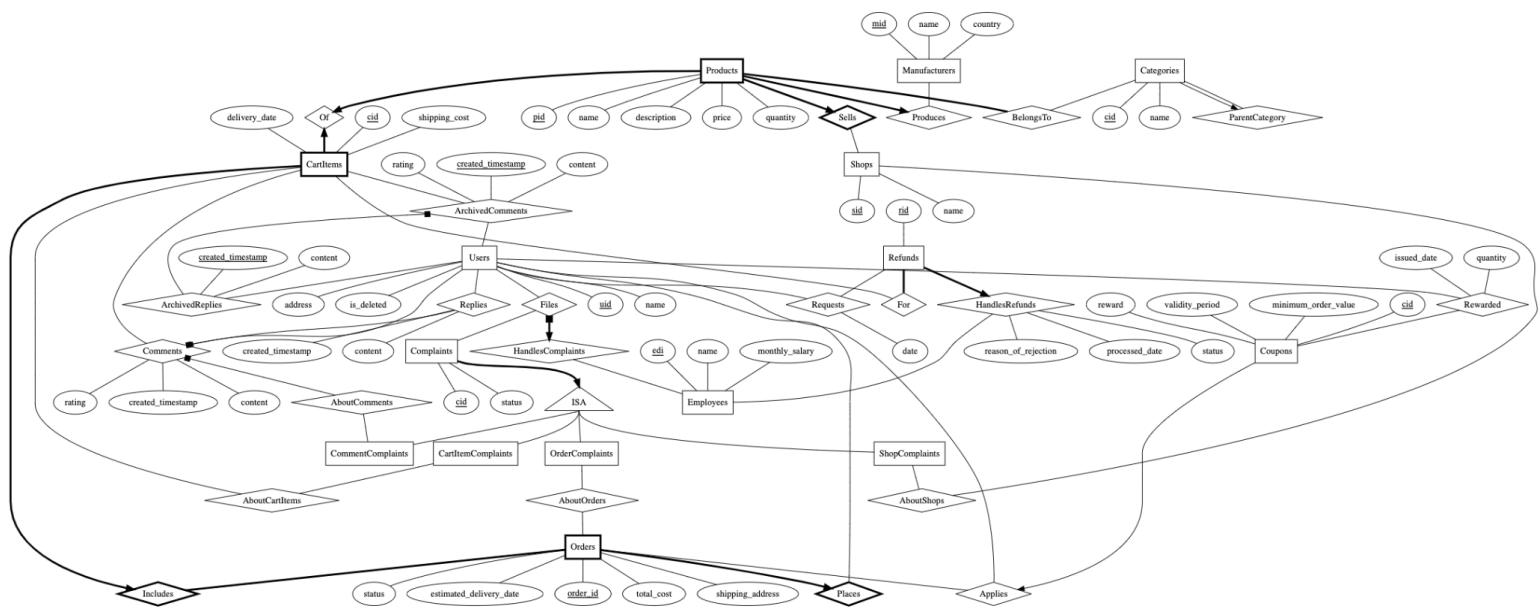 mid name country
Products Manufacturers Categories
delivery_date Of cid shipping_cost pid name description price quantity Sells Produces BelongsTo cid name ParentCategory
CartItems rating created_timestamp content Shops
ArchivedComments sid rid name
created_timestamp content Users Refunds issued_date quantity
ArchivedReplies address is_deleted Replies Files uid name Requests For HandlesRefunds reward validity_period minimum_order_value cid Rewarded
Comments created_timestamp content Complaints HandlesComplaints edi name monthly_salary date reason_of_rejection processed_date status Coupons
rating created_timestamp content AboutComments cid status ISA Employees
CommentComplaints CartItemComplaints OrderComplaints ShopComplaints
AboutCartItems AboutOrders AboutShops
Orders
Includes status estimated_delivery_date order_id total_cost shipping_address Places Applies